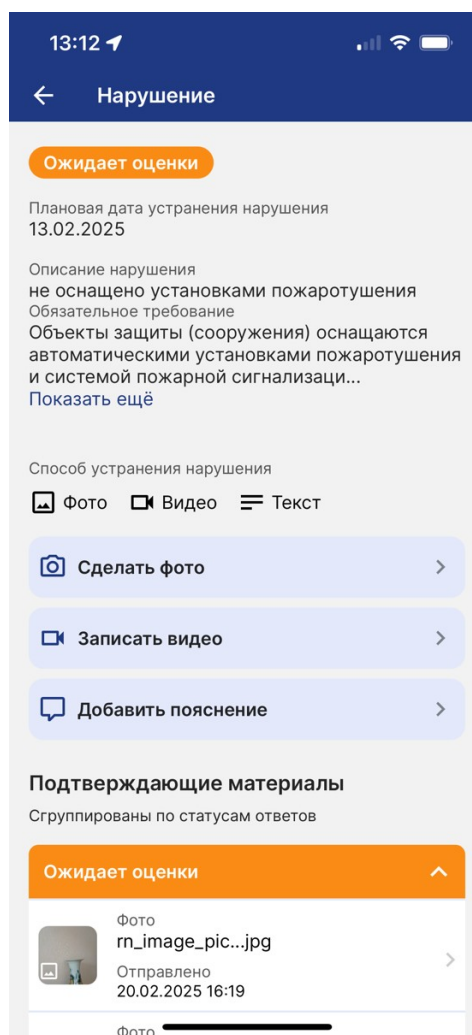 13:12
Нарушение
Ожидает оценки
Плановая дата устранения нарушения
13.02.2025
Описание нарушения
не оснащено установками пожаротушения
Обязательное требование
Объекты защиты (сооружения) оснащаются
автоматическими установками пожаротушения
и системой пожарной сигнализаци...
Показать ещё
Способ устранения нарушения
Фото Видео Текст
Сделать фото
Записать видео
Добавить пояснение
Подтверждающие материалы
Сгруппированы по статусам ответов
Ожидает оценки
Фото
rn_image_pic...jpg
Отправлено
20.02.2025 16:19
Фото